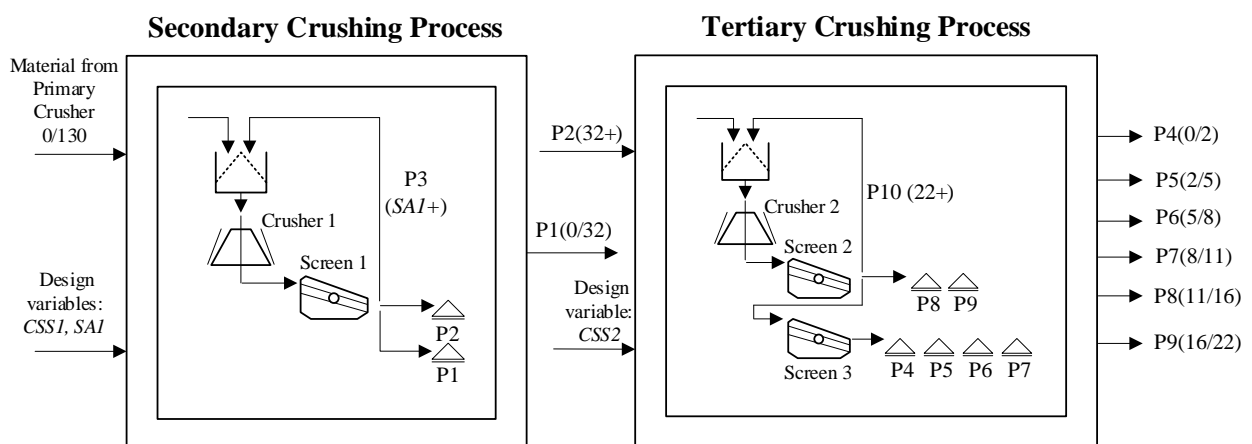 Secondary Crushing Process
Tertiary Crushing Process
Material from
Primary
Crusher
0/130
Design
variables:
CSS1, SA1
P3
(SA1+)
Crusher 1
Screen 1
P2
P1
P2(32+)
P1(0/32)
Design
variable:
CSS2
P10 (22+)
Crusher 2
Screen 2
P8 P9
Screen 3
P4 P5 P6 P7
P4(0/2)
P5(2/5)
P6(5/8)
P7(8/11)
P8(11/16)
P9(16/22)